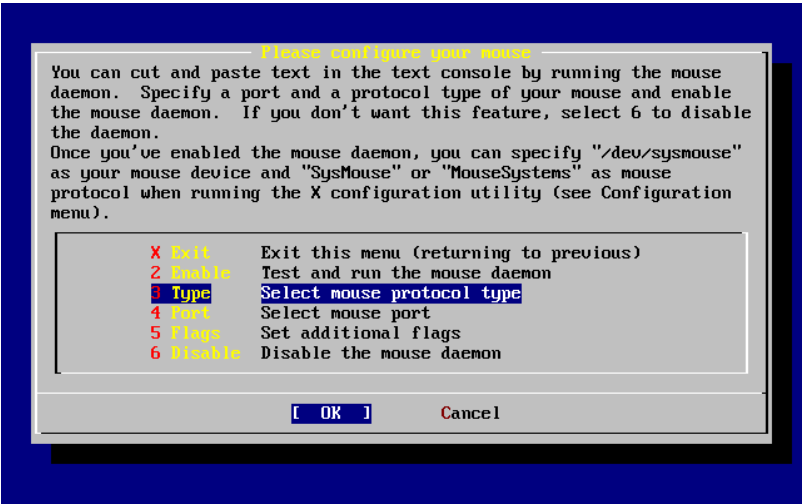 Please configure your mouse
You can cut and paste text in the text console by running the mouse
daemon.  Specify a port and a protocol type of your mouse and enable
the mouse daemon.  If you don't want this feature, select 6 to disable
the daemon.
Once you've enabled the mouse daemon, you can specify "/dev/sysmouse"
as your mouse device and "SysMouse" or "MouseSystems" as mouse
protocol when running the X configuration utility (see Configuration
menu).
X Exit     Exit this menu (returning to previous)
2 Enable   Test and run the mouse daemon
3 Type     Select mouse protocol type
4 Port     Select mouse port
5 Flags    Set additional flags
6 Disable  Disable the mouse daemon
[  OK  ]       Cancel